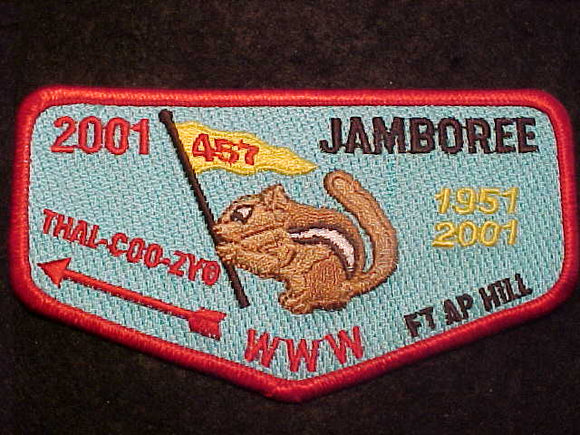 2001
JAMBOREE
457
1951
2001
THAL-COO-ZYO
FT AP HILL
WWW